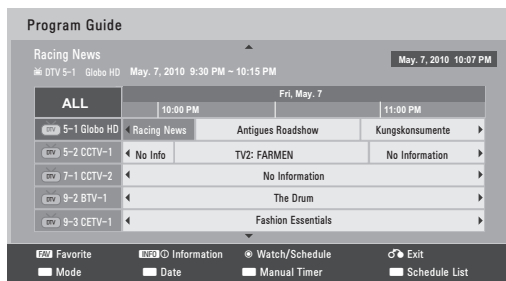 Program Guide
Racing News
DTV 5-1 Globo HD May. 7, 2010 9:30 PM ~ 10:15 PM
May. 7, 2010 10:07 PM
ALL
Fri, May. 7
10:00 PM 11:00 PM
DTV 5-1 Globo HD Racing News Antigues Roadshow Kungskonsumente
DTV 5-2 CCTV-1 No Info TV2: FARMEN No Information
DTV 7-1 CCTV-2 No Information
DTV 9-2 BTV-1 The Drum
DTV 9-3 CETV-1 Fashion Essentials
FAV Favorite INFO i Information Watch/Schedule Exit
Mode Date Manual Timer Schedule List